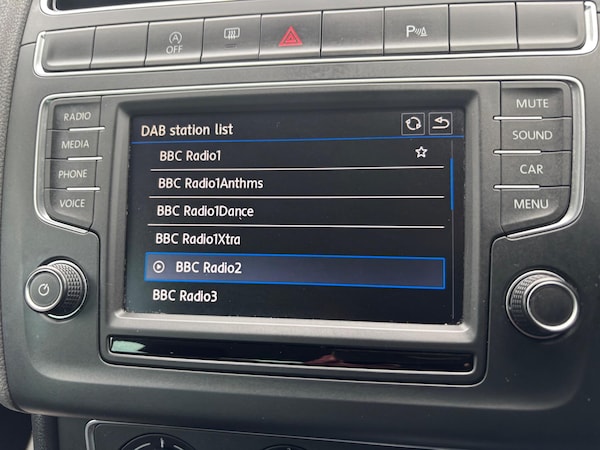 A OFF
P
RADIO
MEDIA
PHONE
VOICE
DAB station list
BBC Radio1
BBC Radio1Anthms
BBC Radio1Dance
BBC Radio1Xtra
BBC Radio2
BBC Radio3
MUTE
SOUND
CAR
MENU